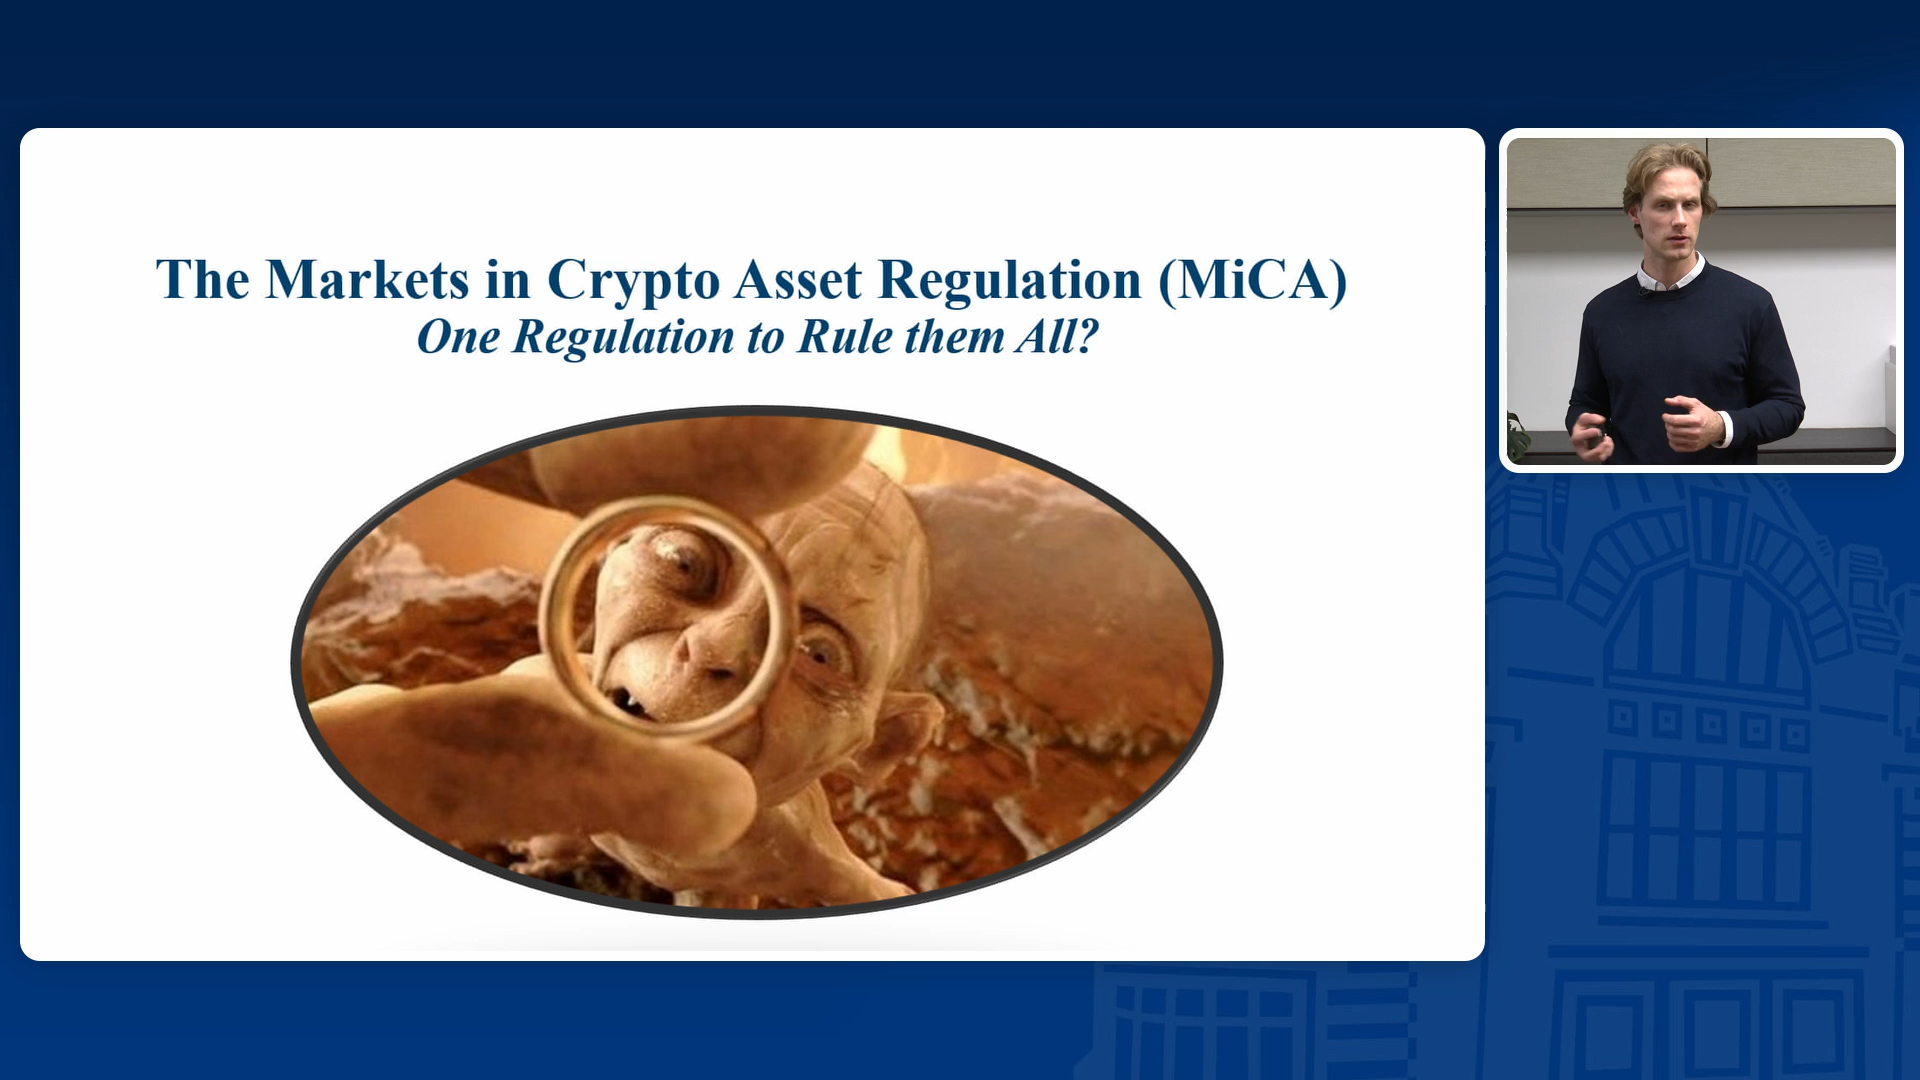 The Markets in Crypto Asset Regulation (MiCA)
One Regulation to Rule them All?